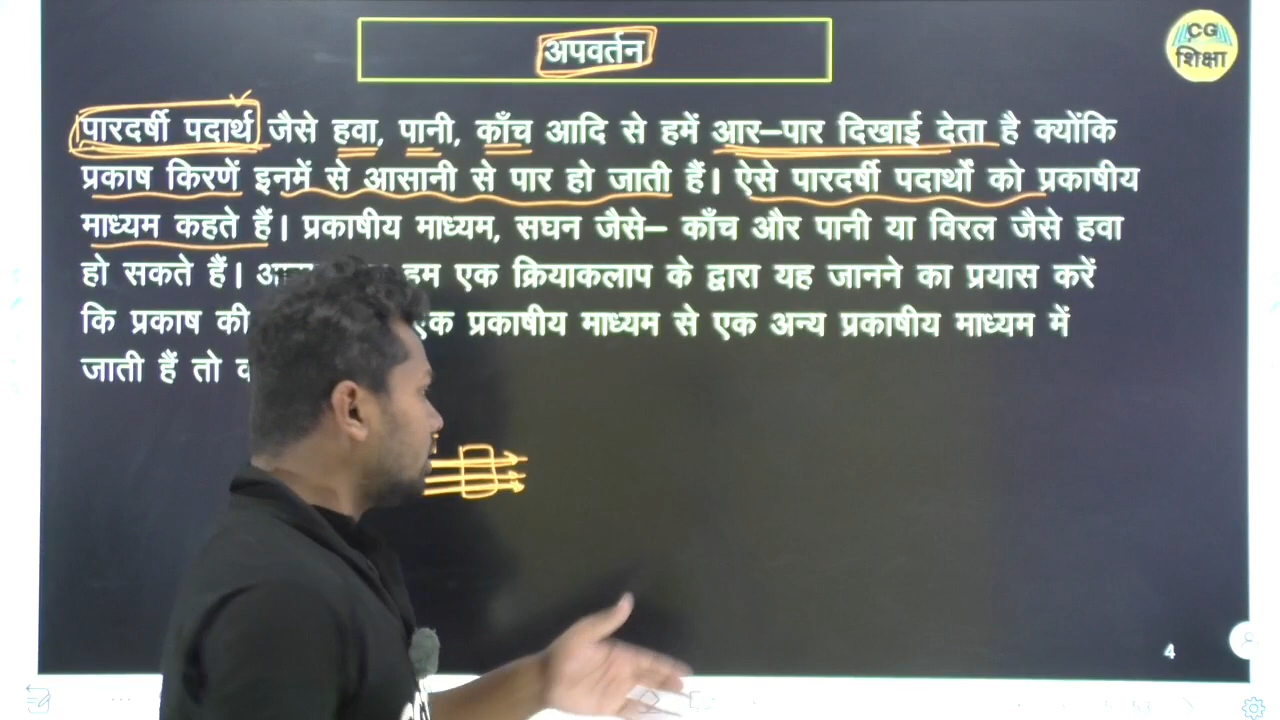 अपवर्तन
CG
शिक्षा
पारदर्षी पदार्थ जैसे हवा, पानी, काँच आदि से हमें आर–पार दिखाई देता है क्योंकि
प्रकाष किरणें इनमें से आसानी से पार हो जाती हैं। ऐसे पारदर्षी पदार्थों को प्रकाषीय
माध्यम कहते हैं। प्रकाषीय माध्यम, सघन जैसे– काँच और पानी या विरल जैसे हवा
हो सकते हैं। हम एक क्रियाकलाप के द्वारा यह जानने का प्रयास करें
कि प्रकाष की एक प्रकाषीय माध्यम से एक अन्य प्रकाषीय माध्यम में
जाती हैं तो
4